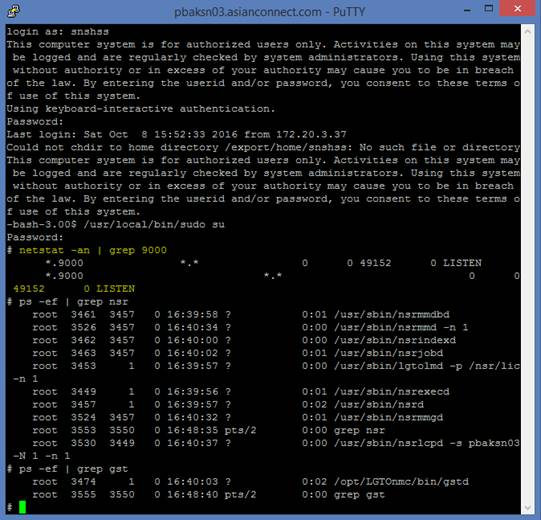 pbaksn03.asianconnect.com - PuTTY
login as: snshss
This computer system is for authorized users only. Activities on this system may
 be logged and are regularly checked by system administrators. Using this system
 without authority or in excess of your authority may cause you to be in breach
of the law. By entering the userid and/or password, you consent to these terms o
f use of this system.
Using keyboard-interactive authentication.
Password:
Last login: Sat Oct  8 15:52:33 2016 from 172.20.3.37
Could not chdir to home directory /export/home/snshss: No such file or directory
This computer system is for authorized users only. Activities on this system may
 be logged and are regularly checked by system administrators. Using this system
 without authority or in excess of your authority may cause you to be in breach
of the law. By entering the userid and/or password, you consent to these terms o
f use of this system.
-bash-3.00$ /usr/local/bin/sudo su
Password:
# netstat -an | grep 9000
      *.9000               *.*                0      0 49152      0 LISTEN
      *.9000                            *.*                             0      0
 49152      0 LISTEN
# ps -ef | grep nsr
    root  3461  3457   0 16:39:58 ?           0:01 /usr/sbin/nsrmmdbd
    root  3526  3457   0 16:40:34 ?           0:00 /usr/sbin/nsrmmd -n 1
    root  3462  3457   0 16:40:00 ?           0:00 /usr/sbin/nsrindexd
    root  3463  3457   0 16:40:02 ?           0:01 /usr/sbin/nsrjobd
    root  3453     1   0 16:39:57 ?           0:00 /usr/sbin/lgtolmd -p /nsr/lic
 -n 1
    root  3449     1   0 16:39:56 ?           0:01 /usr/sbin/nsrexecd
    root  3457     1   0 16:39:57 ?           0:02 /usr/sbin/nsrd
    root  3524  3457   0 16:40:32 ?           0:01 /usr/sbin/nsrmmgd
    root  3553  3550   0 16:48:35 pts/2       0:00 grep nsr
    root  3530  3449   0 16:40:37 ?           0:00 /usr/sbin/nsrlcpd -s pbaksn03
 -N 1 -n 1
# ps -ef | grep gst
    root  3474     1   0 16:40:03 ?           0:02 /opt/LGTOnmc/bin/gstd
    root  3555  3550   0 16:48:40 pts/2       0:00 grep gst
#